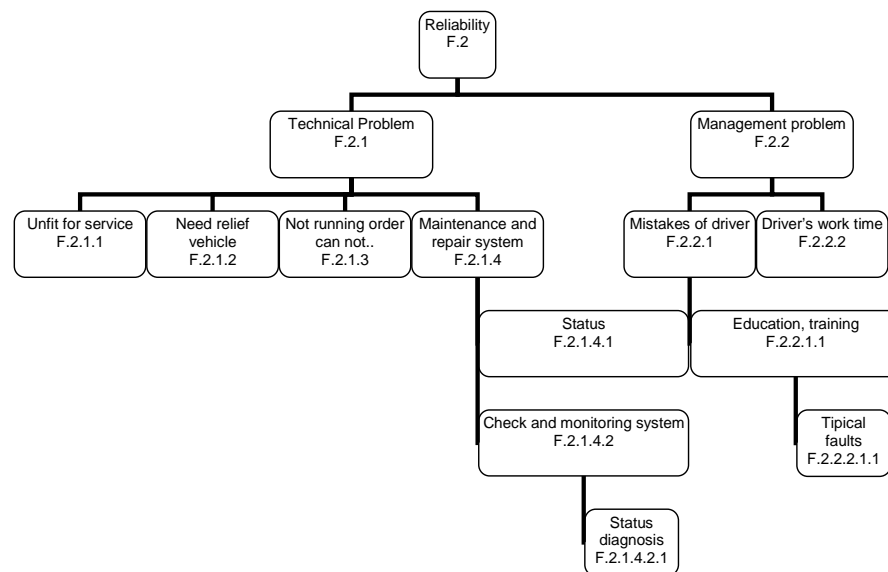 Reliability
F.2
Technical Problem
F.2.1
Management problem
F.2.2
Unfit for service
F.2.1.1
Need relief
vehicle
F.2.1.2
Not running order
can not..
F.2.1.3
Maintenance and
repair system
F.2.1.4
Mistakes of driver
F.2.2.1
Driver's work time
F.2.2.2
Status
F.2.1.4.1
Education, training
F.2.2.1.1
Check and monitoring system
F.2.1.4.2
Tipical
faults
F.2.2.2.1.1
Status
diagnosis
F.2.1.4.2.1